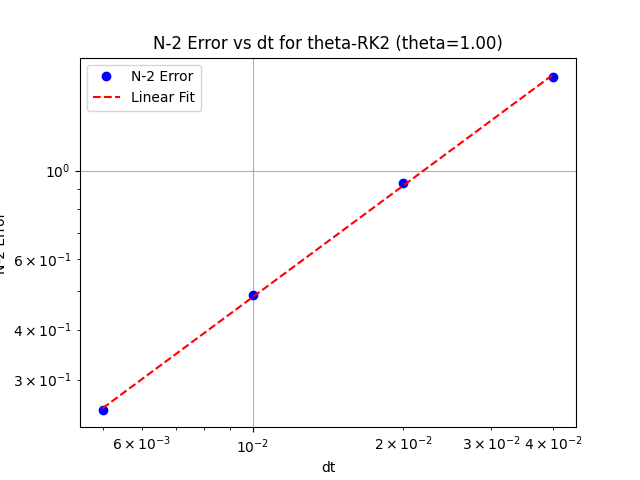 N-2 Error vs dt for theta-RK2 (theta=1.00)
N-2 Error
Linear Fit
10⁰
6 × 10⁻¹
4 × 10⁻¹
3 × 10⁻¹
N-2 Error
6 × 10⁻³
10⁻²
2 × 10⁻²
3 × 10⁻²
4 × 10⁻²
dt